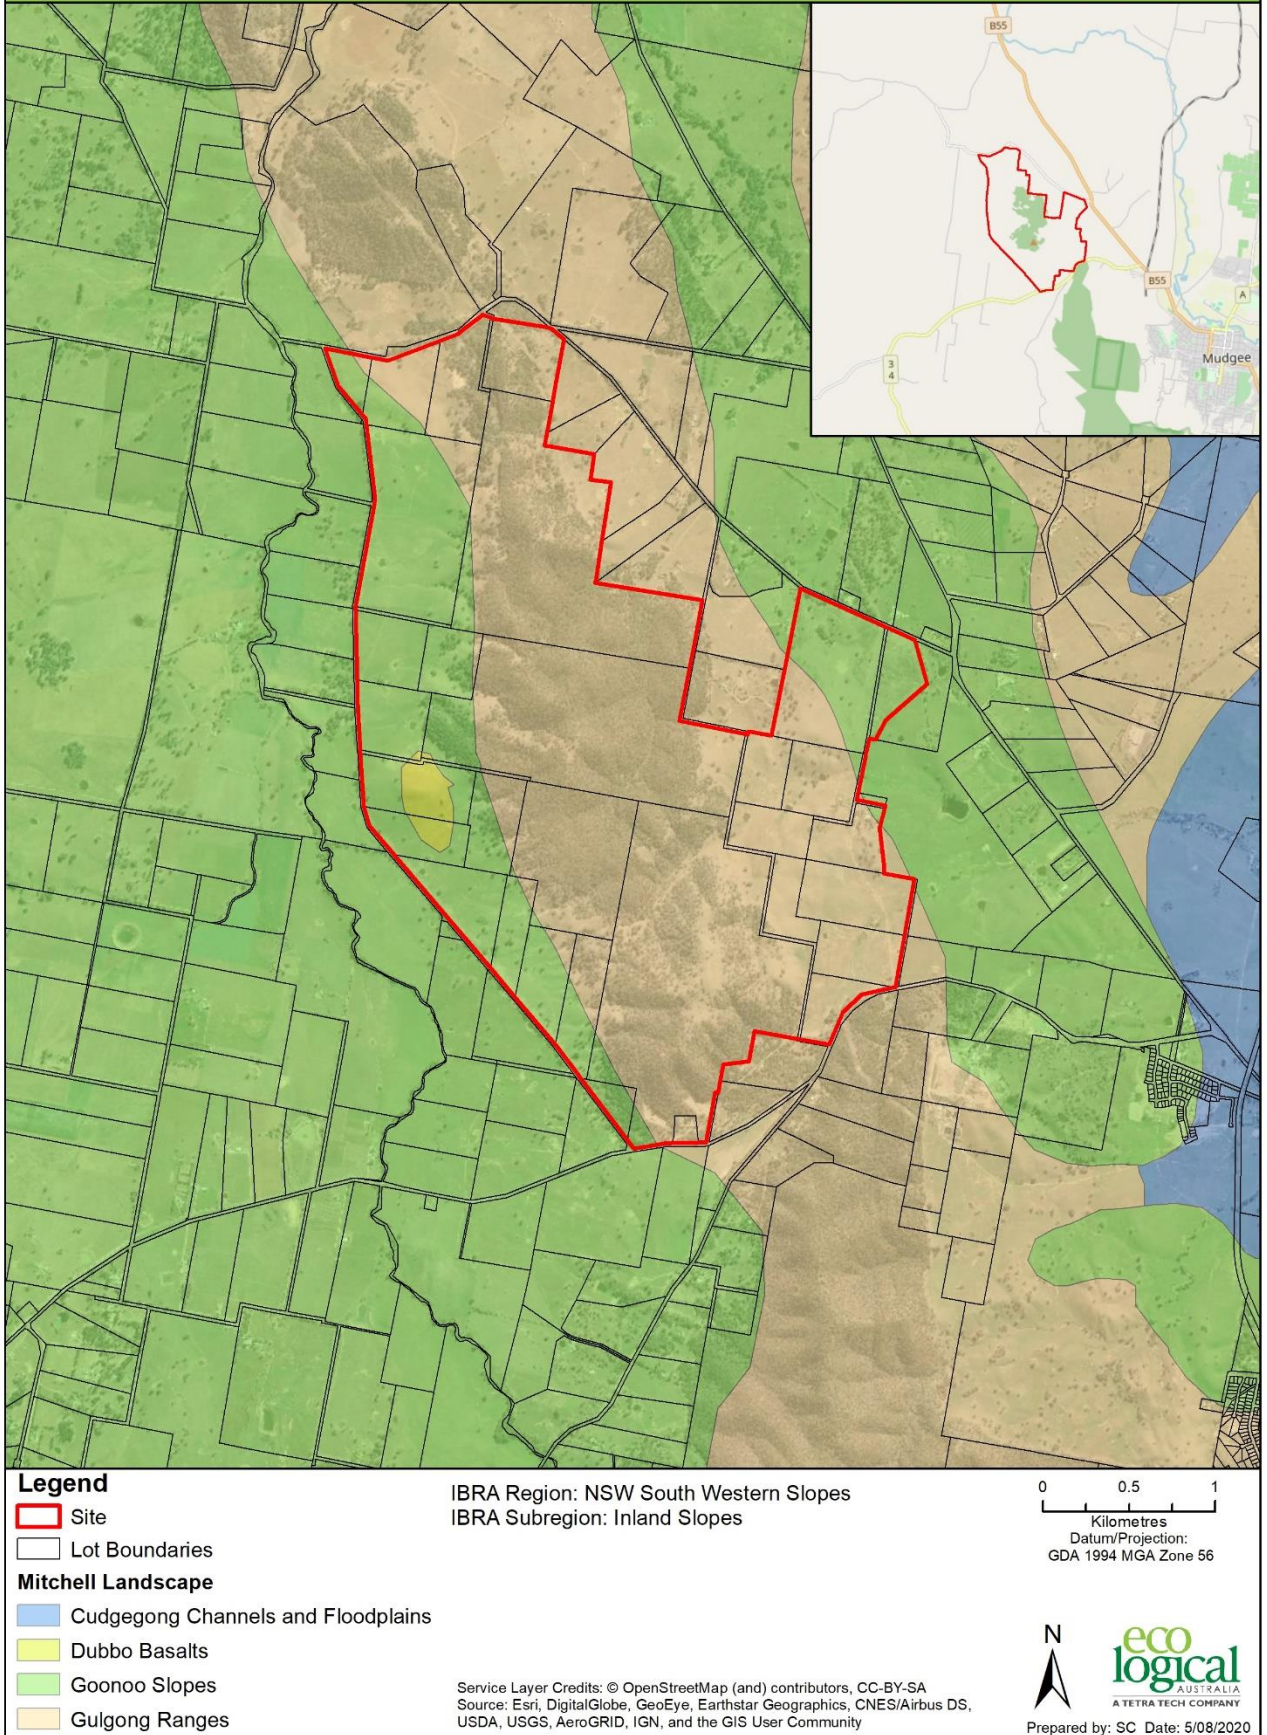 B55
B55
A
3
4
Mudgee
Legend
Site
Lot Boundaries
Mitchell Landscape
Cudgegong Channels and Floodplains
Dubbo Basalts
Goonoo Slopes
Gulgong Ranges
IBRA Region: NSW South Western Slopes
IBRA Subregion: Inland Slopes
Service Layer Credits: © OpenStreetMap (and) contributors, CC-BY-SA
Source: Esri, DigitalGlobe, GeoEye, Earthstar Geographics, CNES/Airbus DS,
USDA, USGS, AeroGRID, IGN, and the GIS User Community
0 0.5 1
Kilometres
Datum/Projection:
GDA 1994 MGA Zone 56
N
eco
logical
AUSTRALIA
A TETRA TECH COMPANY
Prepared by: SC Date: 5/08/2020